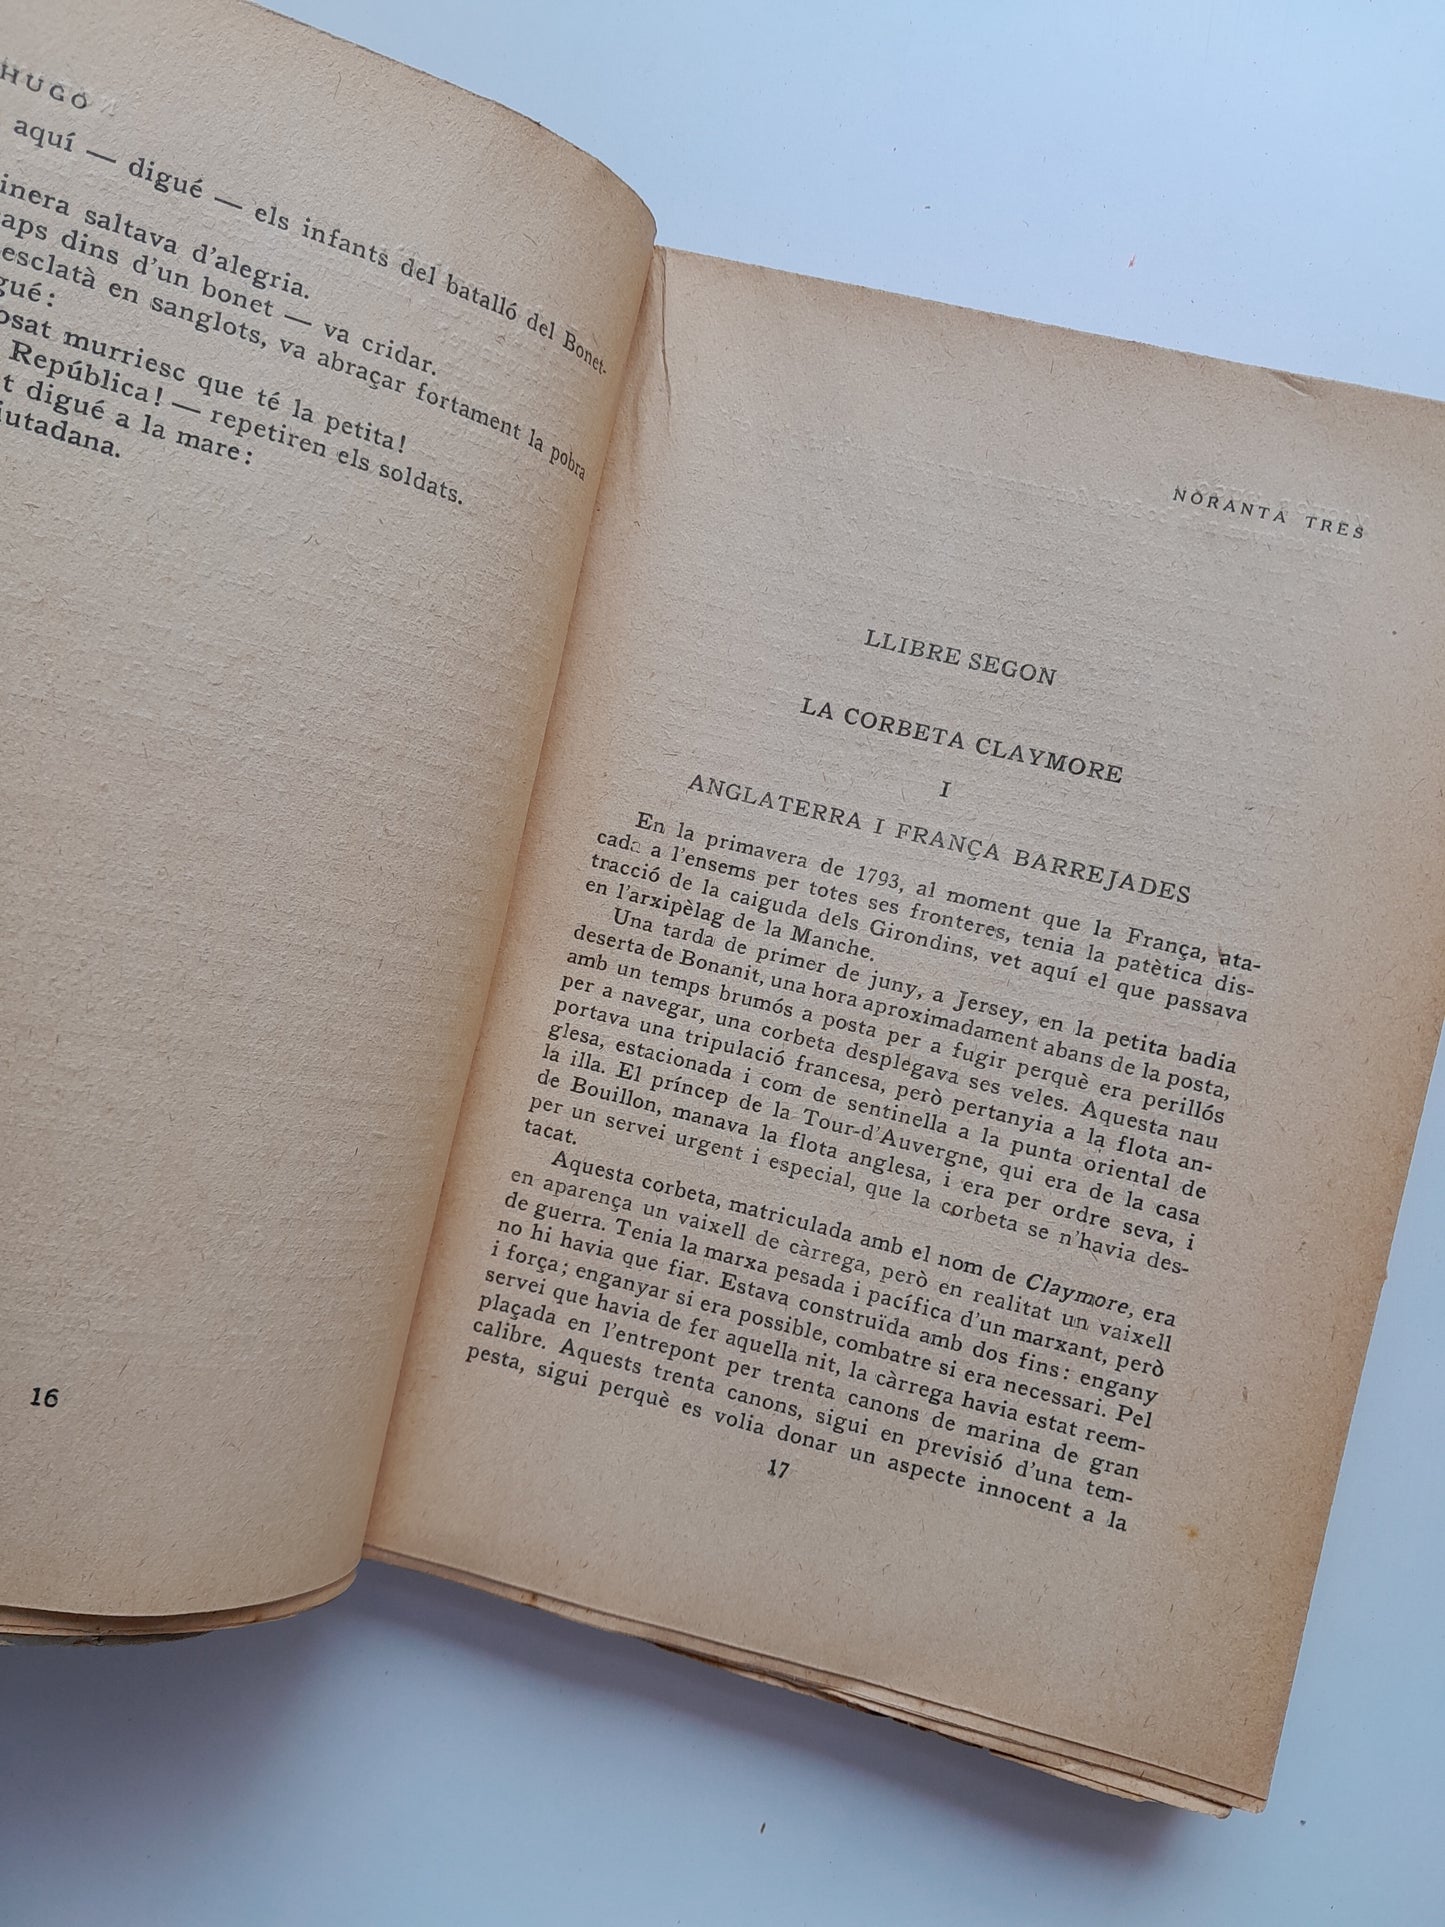 HUGO
aquí — digué — els infants del batalló del Bonet-
saltava d'alegria.
dins d'un bonet — va cridar.
esclatà en sanglots, va abraçar fortament la pobra
murriesc que té la petita!
República! — repetiren els soldats.
digué a la mare:
16
NORANTA TRES
LLIBRE SEGON
LA CORBETA CLAYMORE
I
ANGLATERRA I FRANÇA BARREJADES
En la primavera de 1793, al moment que la França, ata-
cada a l'ensems per totes ses fronteres, tenia la patètica dis-
tracció de la caiguda dels Girondins, vet aquí el que passava
en l'arxipèlag de la Manche.
Una tarda de primer de juny, a Jersey, en la petita badia
deserta de Bonanit, una hora aproximadament abans de la posta,
amb un temps brumós a posta per a fugir perquè era perillós
per a navegar, una corbeta desplegava ses veles. Aquesta nau
portava una tripulació francesa, però pertanyia a la flota an-
glesa, estacionada i com de sentinella a la punta oriental de
la illa. El príncep de la Tour-d'Auvergne, qui era de la casa
de Bouillon, manava la flota anglesa, i era per ordre seva, i
per un servei urgent i especial, que la corbeta se n'havia des-
tacat.
Aquesta corbeta, matriculada amb el nom de Claymore, era
en aparença un vaixell de càrrega, però en realitat un vaixell
de guerra. Tenia la marxa pesada i pacífica d'un marxant, però
no hi havia que fiar. Estava construïda amb dos fins: engany
i força; enganyar si era possible, combatre si era necessari. Pel
servei que havia de fer aquella nit, la càrrega havia estat reem-
plaçada en l'entrepont per trenta canons de marina de gran
calibre. Aquests trenta canons, sigui en previsió d'una tem-
pesta, sigui perquè es volia donar un aspecte innocent a la
17